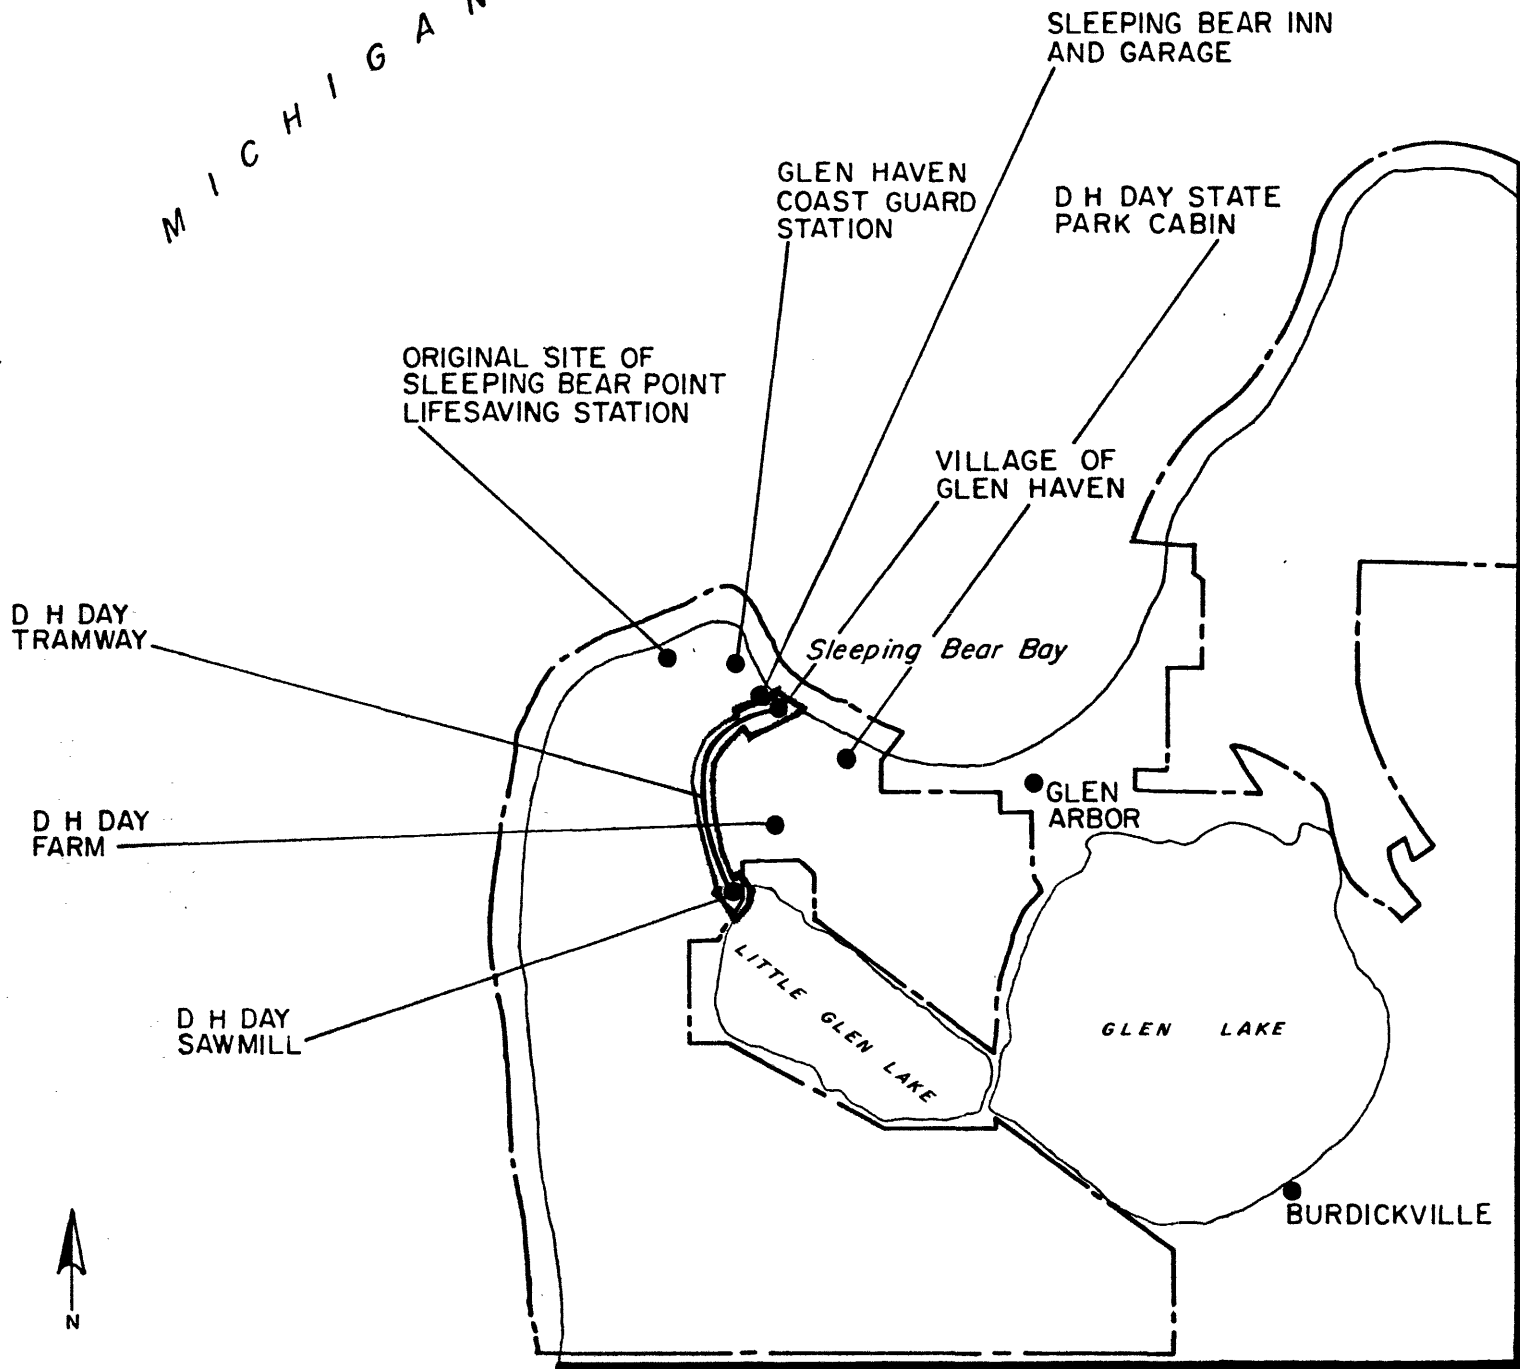 MICHIGAN
SLEEPING BEAR INN
AND GARAGE
GLEN HAVEN
COAST GUARD
STATION
D H DAY STATE
PARK CABIN
ORIGINAL SITE OF
SLEEPING BEAR POINT
LIFESAVING STATION
VILLAGE OF
GLEN HAVEN
D H DAY
TRAMWAY
Sleeping Bear Bay
D H DAY
FARM
GLEN
ARBOR
LITTLE GLEN LAKE
D H DAY
SAWMILL
GLEN LAKE
BURDICKVILLE
N